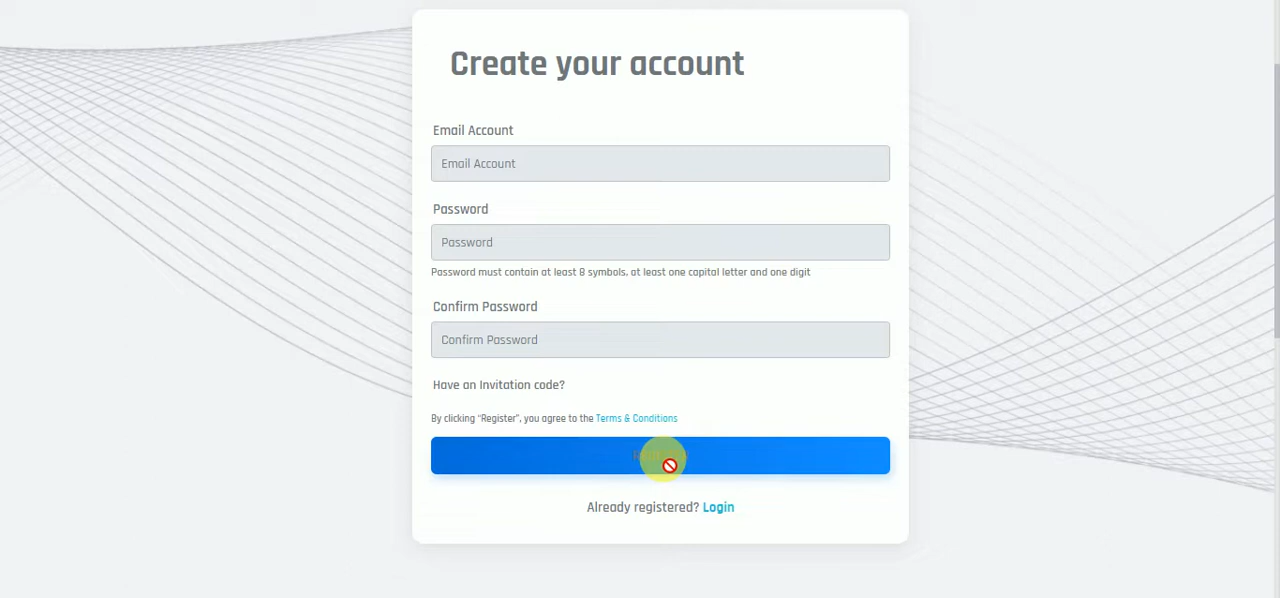 Create your account
Email Account
Email Account
Password
Password
Password must contain at least 8 symbols, at least one capital letter and one digit
Confirm Password
Confirm Password
Have an Invitation code?
By clicking "Register", you agree to the Terms & Conditions
Already registered? Login